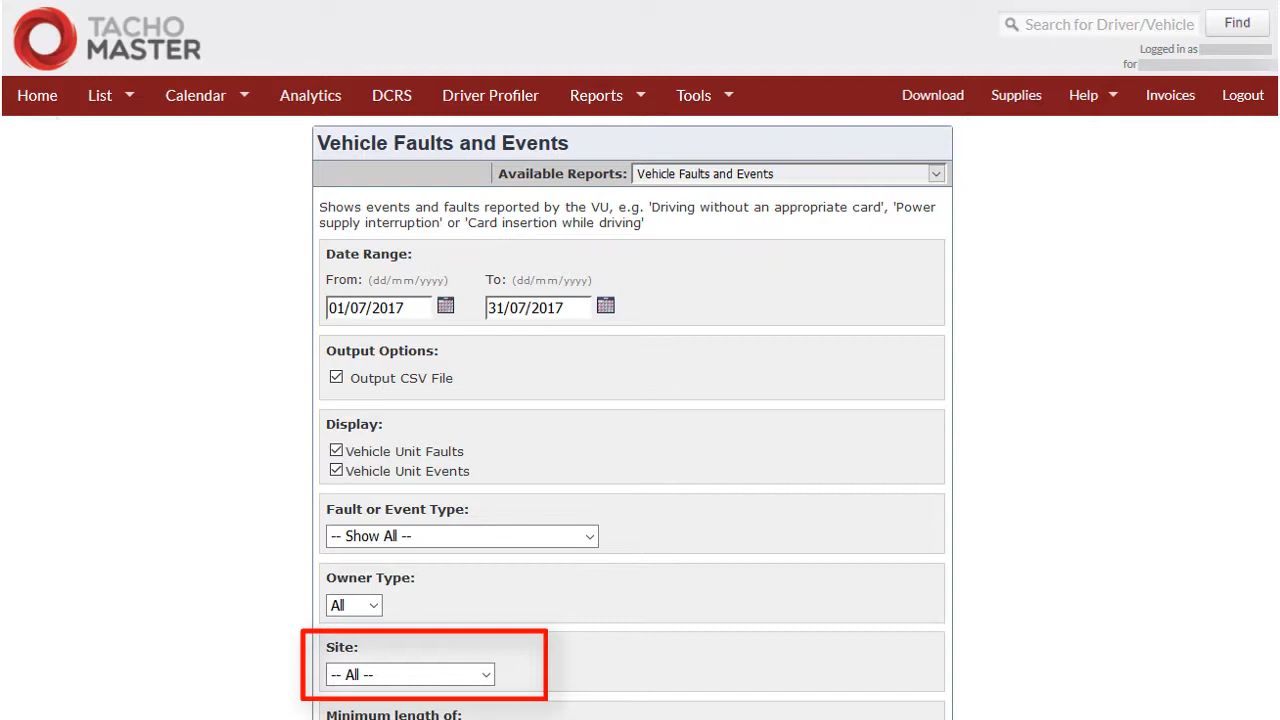 TACHO
MASTER
Search for Driver/Vehicle
Find
Logged in as
for
Home
List
Calendar
Analytics
DCRS
Driver Profiler
Reports
Tools
Download
Supplies
Help
Invoices
Logout
Vehicle Faults and Events
Available Reports: Vehicle Faults and Events
Shows events and faults reported by the VU, e.g. 'Driving without an appropriate card', 'Power
supply interruption' or 'Card insertion while driving'
Date Range:
From: (dd/mm/yyyy) To: (dd/mm/yyyy)
01/07/2017 31/07/2017
Output Options:
Output CSV File
Display:
Vehicle Unit Faults
Vehicle Unit Events
Fault or Event Type:
-- Show All --
Owner Type:
All
Site:
-- All --
Minimum length of: